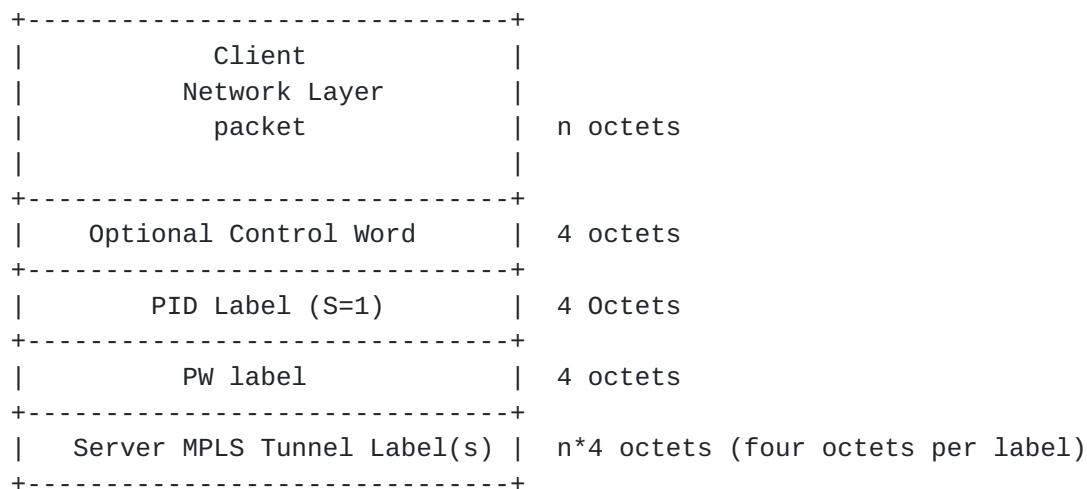 +-------------------------------+
| Client |
| Network Layer |
| packet | n octets
| |
+-------------------------------+
| Optional Control Word | 4 octets
+-------------------------------+
| PID Label (S=1) | 4 Octets
+-------------------------------+
| PW label | 4 octets
+-------------------------------+
| Server MPLS Tunnel Label(s) | n*4 octets (four octets per label)
+-------------------------------+